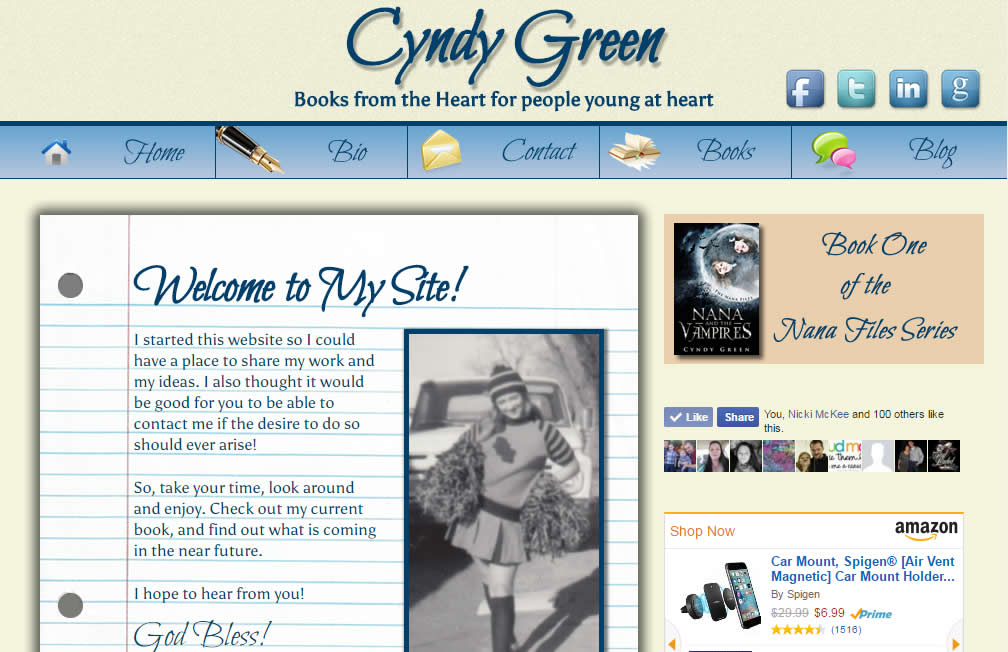 Cyndy Green
Books from the Heart for people young at heart
f t in g
Home Bio Contact Books Blog
Welcome to My Site!
I started this website so I could
have a place to share my work and
my ideas. I also thought it would
be good for you to be able to
contact me if the desire to do so
should ever arise!
So, take your time, look around
and enjoy. Check out my current
book, and find out what is coming
in the near future.
I hope to hear from you!
God Bless!
NANA
AND THE
VAMPIRES
CYNDY GREEN
Book One
of the
Nana Files Series
Like Share You, Nicki McKee and 100 others like
this.
Shop Now amazon
Car Mount, Spigen® [Air Vent
Magnetic] Car Mount Holder...
By Spigen
$29.99 $6.99 Prime
(1516)